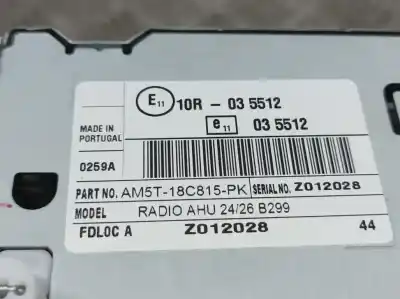 E11 10R - 03 5512
e11 03 5512
MADE IN
PORTUGAL
0259A
PART NO. AM5T-18C815-PK SERIAL NO. Z012028
MODEL RADIO AHU 24/26 B299
FDLOC A Z012028 44